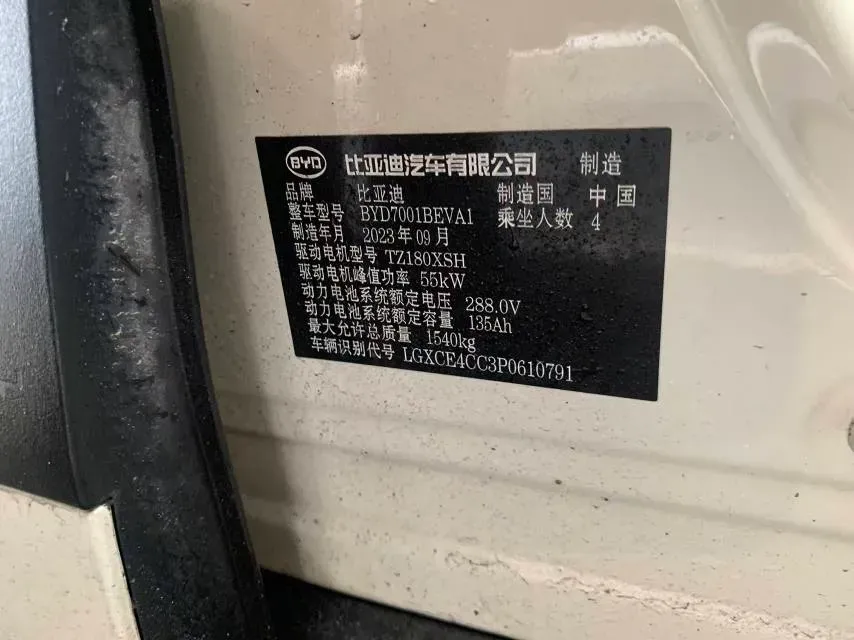 BYD 比亚迪汽车有限公司 制造
品牌 比亚迪 制造国 中国
整车型号 BYD7001BEVA1 乘坐人数 4
制造年月 2023年09月
驱动电机型号 TZ180XSH
驱动电机峰值功率 55kW
动力电池系统额定电压 288.0V
动力电池系统额定容量 135Ah
最大允许总质量 1540kg
车辆识别代号 LGXCE4CC3P0610791